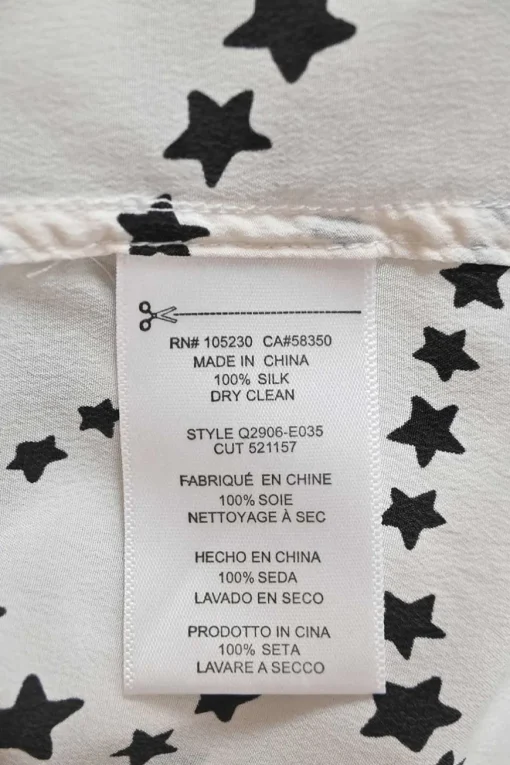 RN# 105230 CA#58350
MADE IN CHINA
100% SILK
DRY CLEAN
STYLE Q2906-E035
CUT 521157
FABRIQUÉ EN CHINE
100% SOIE
NETTOYAGE À SEC
HECHO EN CHINA
100% SEDA
LAVADO EN SECO
PRODOTTO IN CINA
100% SETA
LAVARE A SECCO